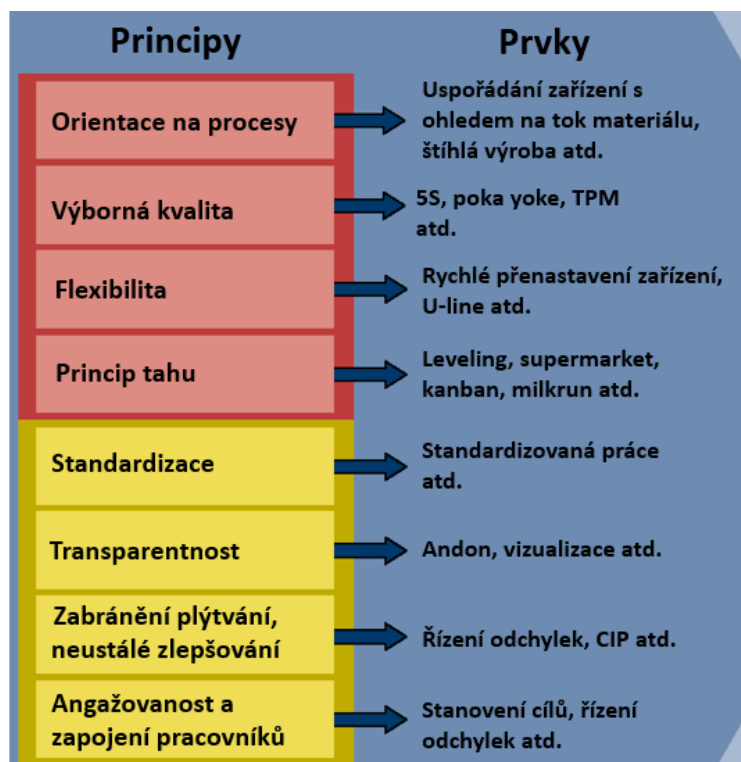 Principy
Prvky
Orientace na procesy
Uspořádání zařízení s
ohledem na tok materiálu,
štíhlá výroba atd.
Výborná kvalita
5S, poka yoke, TPM
atd.
Flexibilita
Rychlé přenastavení zařízení,
U-line atd.
Princip tahu
Leveling, supermarket,
kanban, milkrun atd.
Standardizace
Standardizovaná práce
atd.
Transparentnost
Andon, vizualizace atd.
Zabránění plýtvání,
neustálé zlepšování
Řízení odchylek, CIP atd.
Angažovanost a
zapojení pracovníků
Stanovení cílů, řízení
odchylek atd.